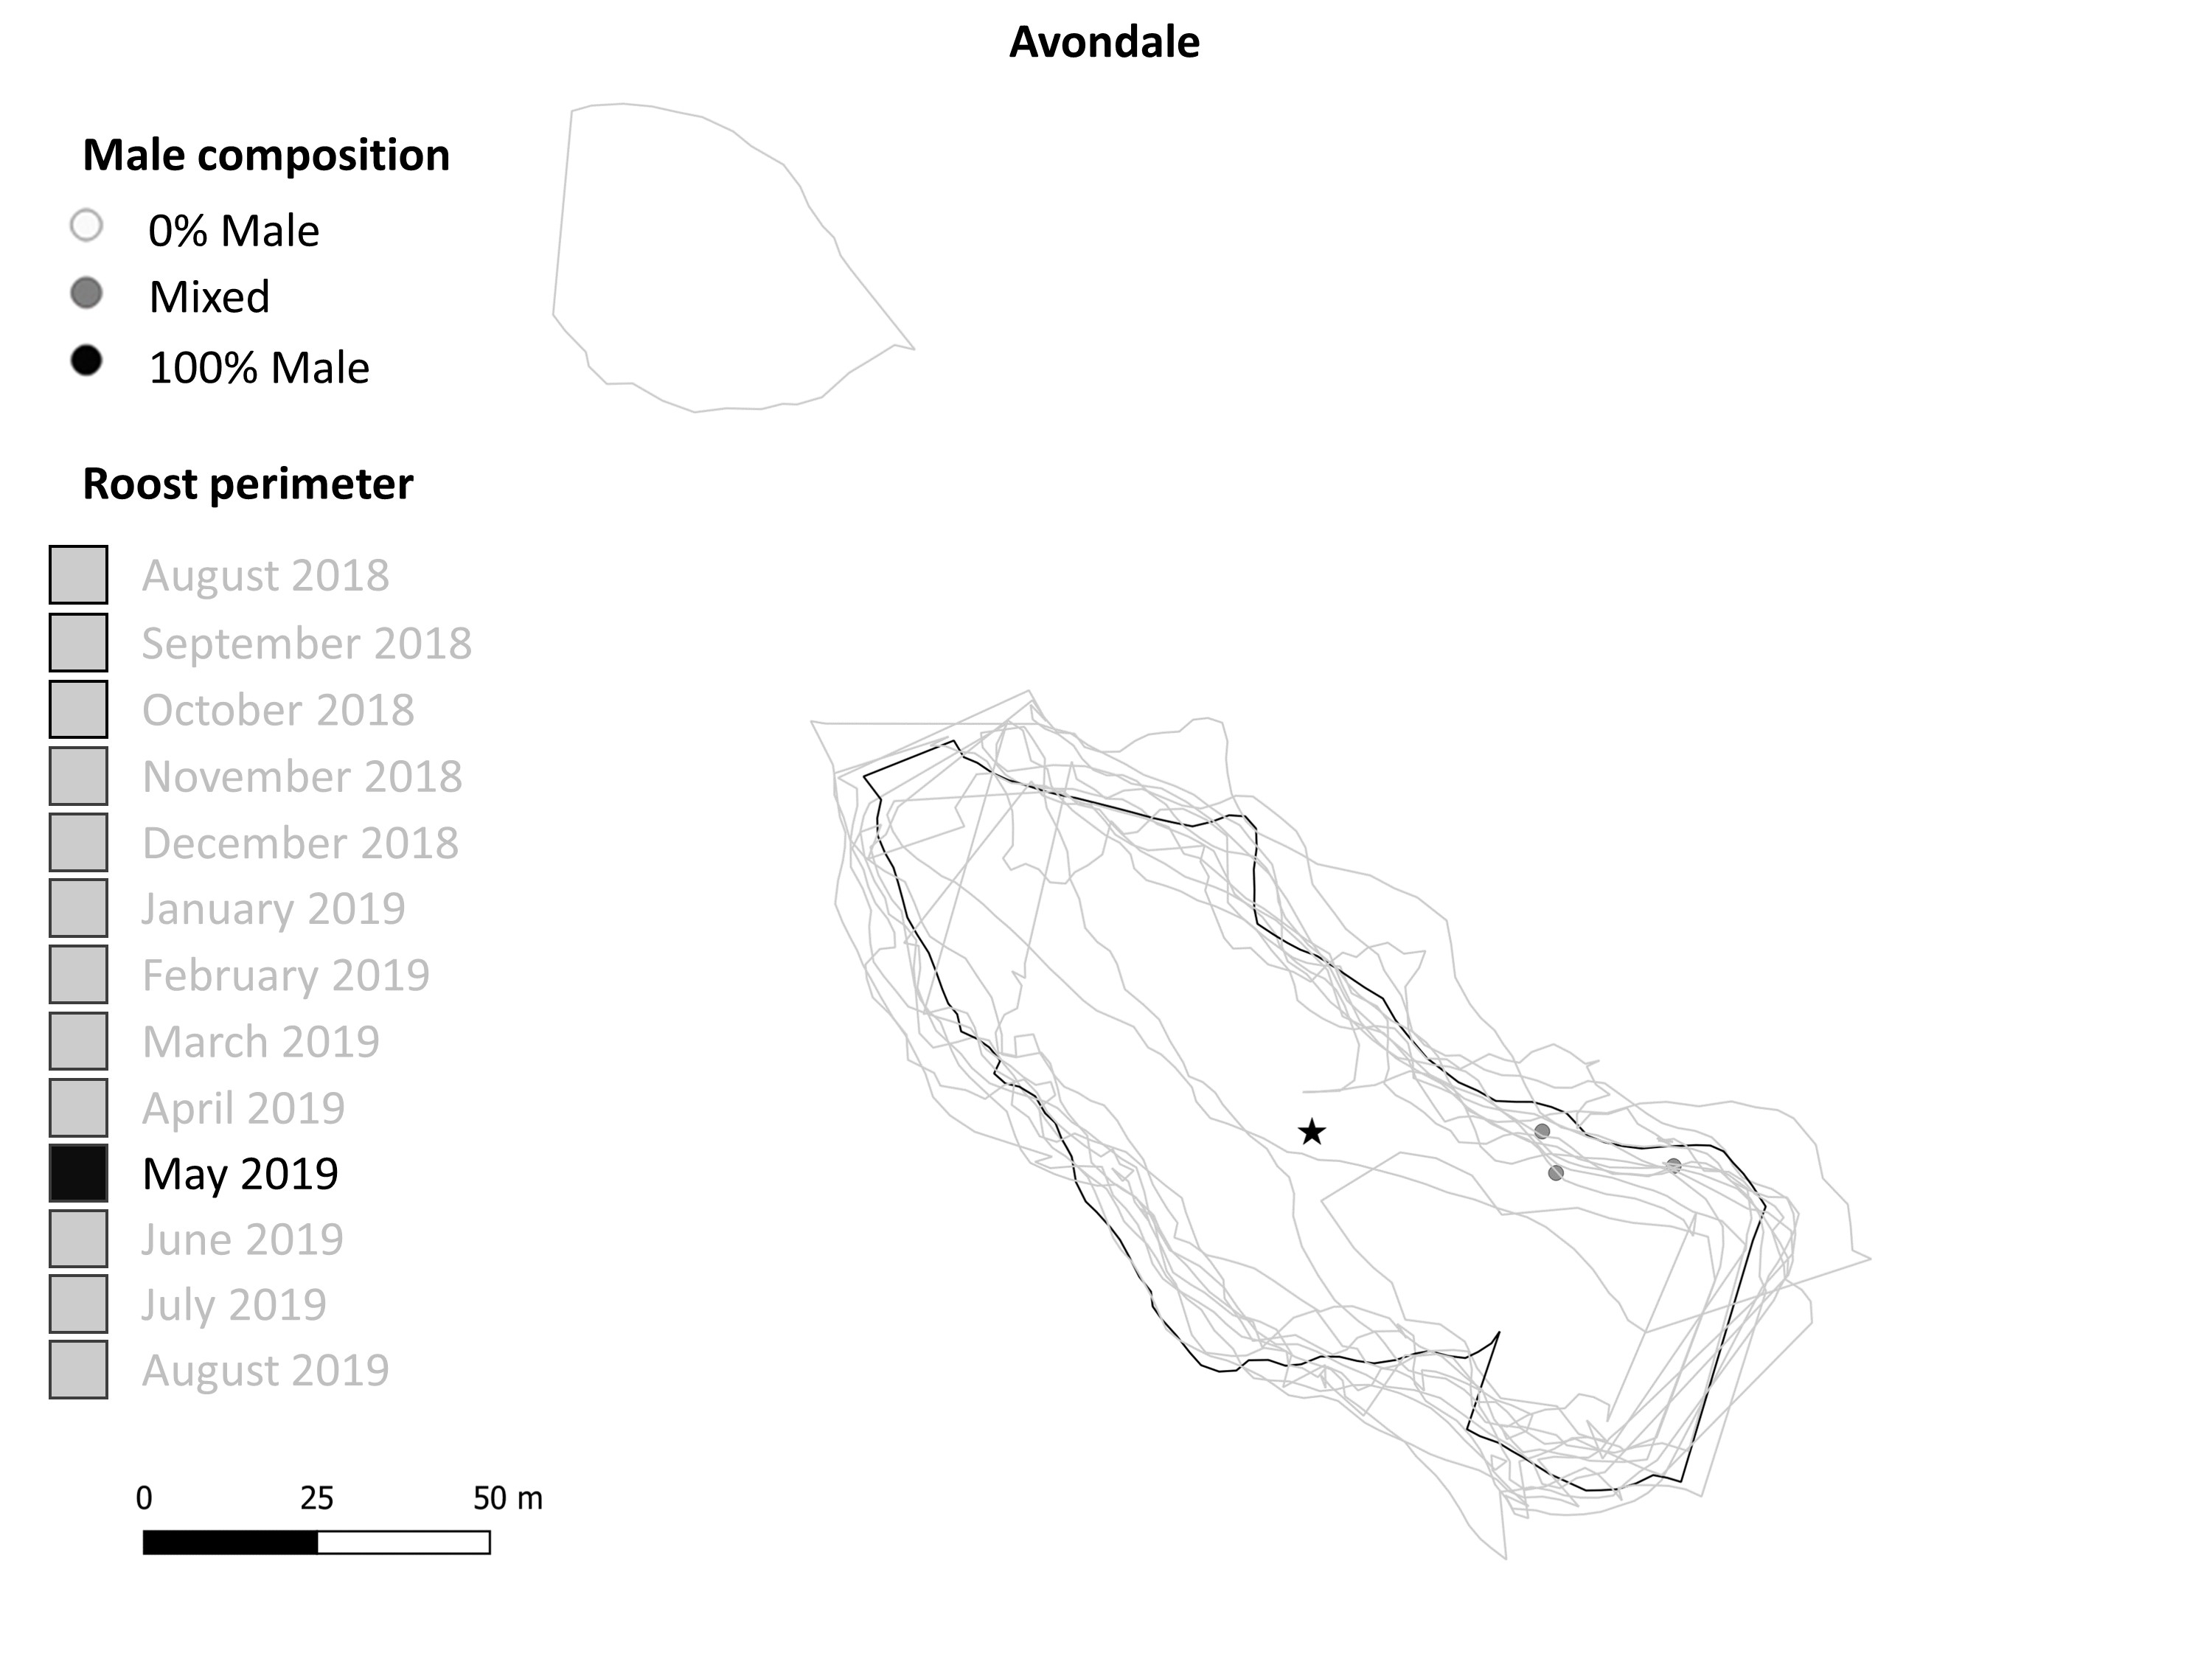 Avondale
Male composition
0% Male
Mixed
100% Male
Roost perimeter
August 2018
September 2018
October 2018
November 2018
December 2018
January 2019
February 2019
March 2019
April 2019
May 2019
June 2019
July 2019
August 2019
0 25 50 m